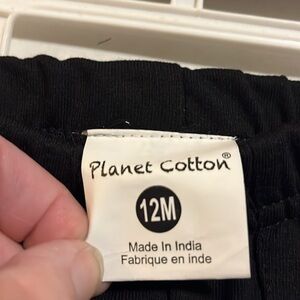 Planet Cotton®
12M
Made In India
Fabrique en inde